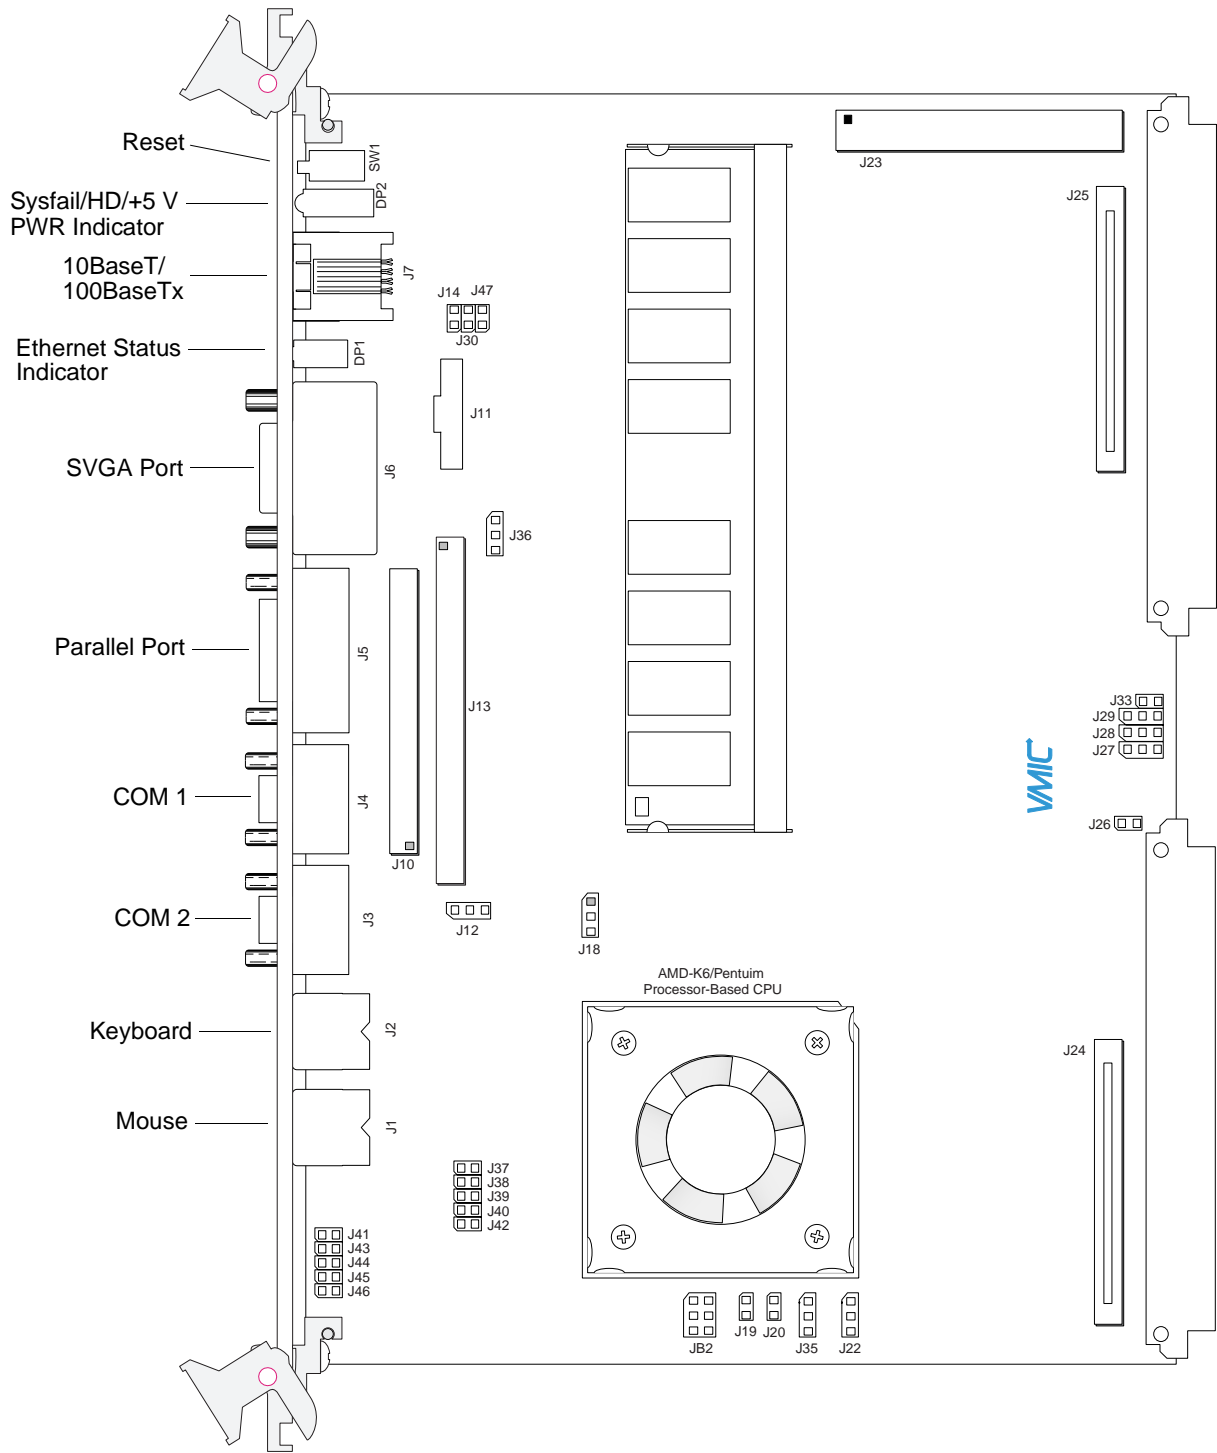 Reset
SW1
Sysfail/HD/+5 V
PWR Indicator
DP2
10BaseT/
100BaseTx
J7
Ethernet Status
Indicator
DP1
SVGA Port
J6
Parallel Port
J5
COM 1
J4
COM 2
J3
Keyboard
J2
Mouse
J1
J14
J47
J30
J11
J36
J13
J10
J12
J18
J23
J25
J33
J29
J28
J27
VMIC
J26
AMD-K6/Pentuim
Processor-Based CPU
J24
J37
J38
J39
J40
J42
J41
J43
J44
J45
J46
JB2
J19
J20
J35
J22